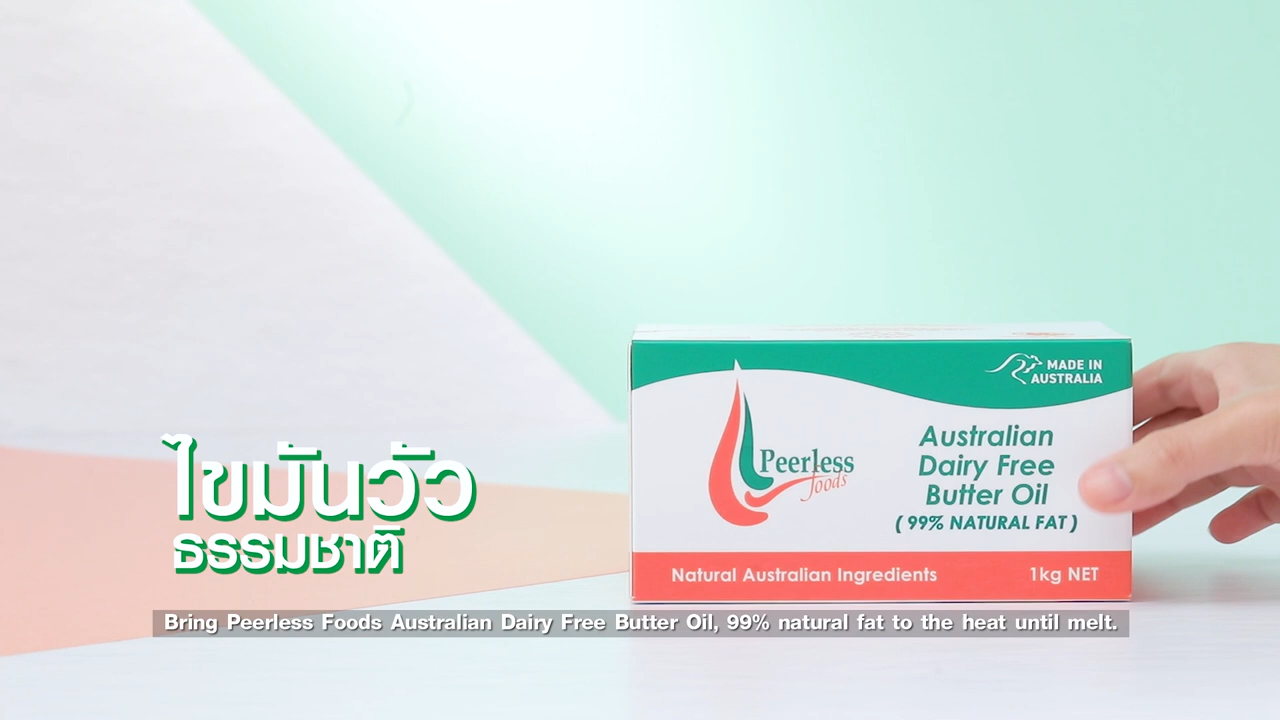 MADE IN
AUSTRALIA
Peerless
foods
Australian
Dairy Free
Butter Oil
( 99% NATURAL FAT )
Natural Australian Ingredients
1kg NET
ไขมันวัว
ธรรมชาติ
Bring Peerless Foods Australian Dairy Free Butter Oil, 99% natural fat to the heat until melt.